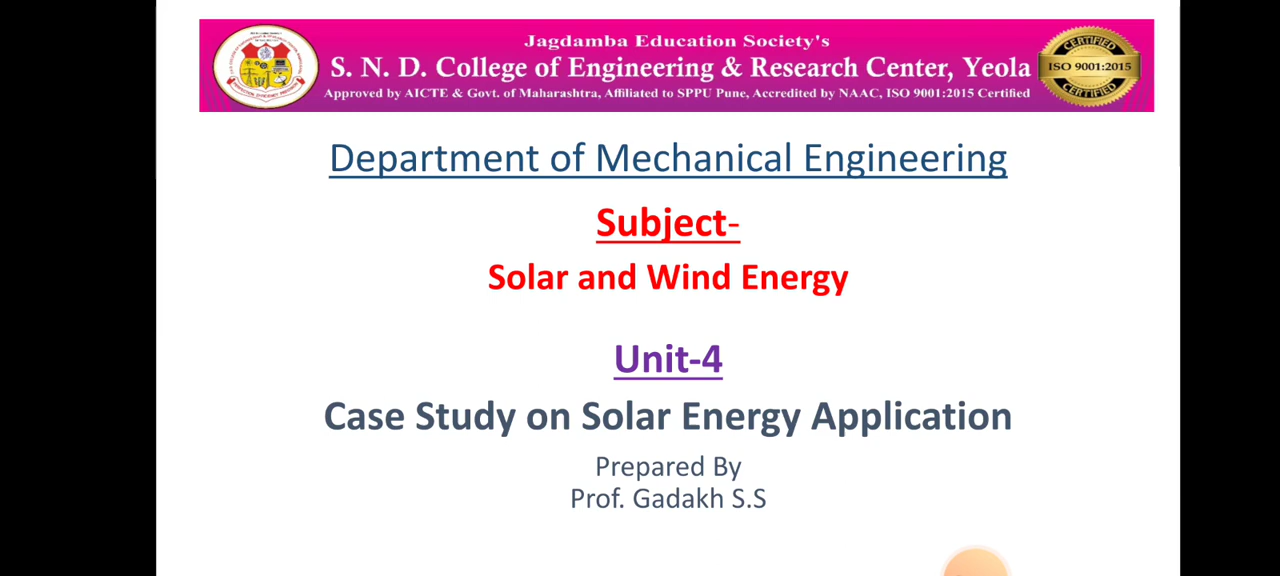 Jagdamba Education Society's
S. N. D. College of Engineering & Research Center, Yeola
Approved by AICTE & Govt. of Maharashtra, Affiliated to SPPU Pune, Accredited by NAAC, ISO 9001:2015 Certified
CERTIFIED
ISO 9001:2015
CERTIFIED
Department of Mechanical Engineering
Subject-
Solar and Wind Energy
Unit-4
Case Study on Solar Energy Application
Prepared By
Prof. Gadakh S.S